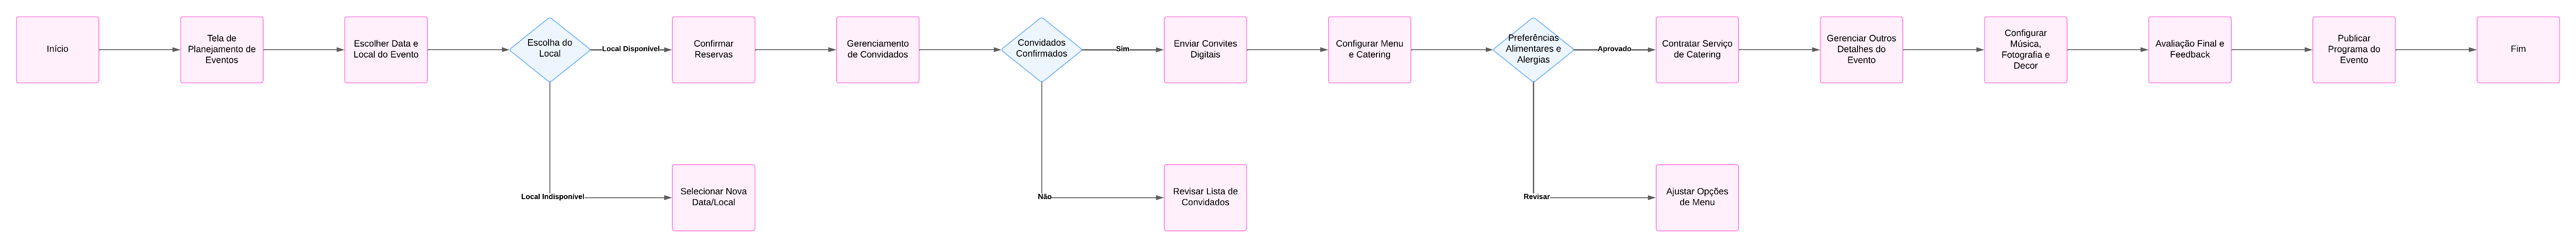 Início
Tela de
Planejamento de
Eventos
Escolher Data e
Local do Evento
Escolha do
Local
Local Disponível
Confirmar
Reservas
Gerenciamento
de Convidados
Convidados
Confirmados
Sim
Enviar Convites
Digitais
Configurar Menu
e Catering
Preferências
Alimentares e
Alergias
Aprovado
Contratar Serviço
de Catering
Gerenciar Outros
Detalhes do
Evento
Configurar
Música,
Fotografia e
Decor
Avaliação Final e
Feedback
Publicar
Programa do
Evento
Fim
Local Indisponível
Selecionar Nova
Data/Local
Não
Revisar Lista de
Convidados
Revisar
Ajustar Opções
de Menu